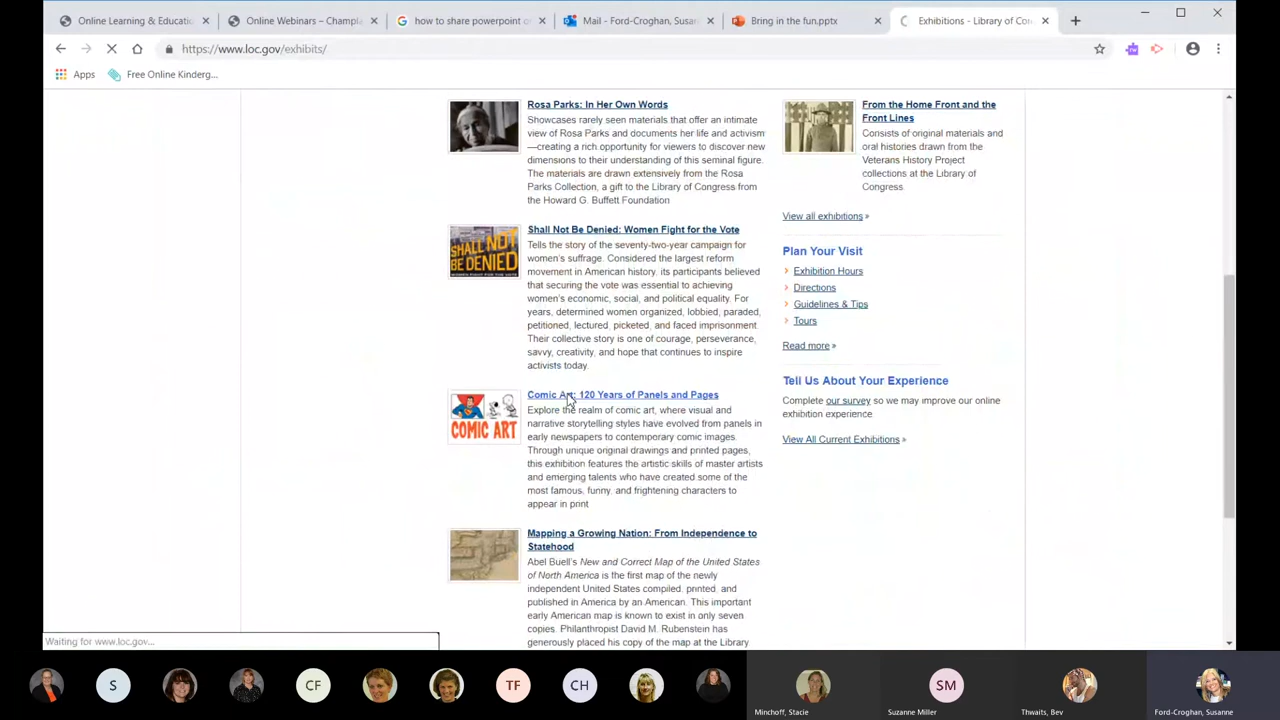 Online Learning & Educatio
Online Webinars – Champla
how to share powerpoint o
Mail - Ford-Croghan, Susan
Bring in the fun.pptx
Exhibitions - Library of Con
https://www.loc.gov/exhibits/
Apps
Free Online Kinderg...
Rosa Parks: In Her Own Words
Showcases rarely seen materials that offer an intimate
view of Rosa Parks and documents her life and activism
—creating a rich opportunity for viewers to discover new
dimensions to their understanding of this seminal figure.
The materials are drawn extensively from the Rosa
Parks Collection, a gift to the Library of Congress from
the Howard G. Buffett Foundation
SHALL NOT
BE DENIED
WOMEN FIGHT FOR THE VOTE
Shall Not Be Denied: Women Fight for the Vote
Tells the story of the seventy-two-year campaign for
women's suffrage. Considered the largest reform
movement in American history, its participants believed
that securing the vote was essential to achieving
women's economic, social, and political equality. For
years, determined women organized, lobbied, paraded,
petitioned, lectured, picketed, and faced imprisonment.
Their collective story is one of courage, perseverance,
savvy, creativity, and hope that continues to inspire
activists today.
COMIC ART
Comic Art: 120 Years of Panels and Pages
Explore the realm of comic art, where visual and
narrative storytelling styles have evolved from panels in
early newspapers to contemporary comic images.
Through unique original drawings and printed pages,
this exhibition features the artistic skills of master artists
and emerging talents who have created some of the
most famous, funny, and frightening characters to
appear in print
Mapping a Growing Nation: From Independence to
Statehood
Abel Buell's New and Correct Map of the United States
of North America is the first map of the newly
independent United States compiled, printed, and
published in America by an American. This important
early American map is known to exist in only seven
copies. Philanthropist David M. Rubenstein has
generously placed his copy of the map at the Library
From the Home Front and the
Front Lines
Consists of original materials and
oral histories drawn from the
Veterans History Project
collections at the Library of
Congress.
View all exhibitions »
Plan Your Visit
Exhibition Hours
Directions
Guidelines & Tips
Tours
Read more »
Tell Us About Your Experience
Complete our survey so we may improve our online
exhibition experience.
View All Current Exhibitions »
Waiting for www.loc.gov...
S
CF
TF
CH
SM
Minchoff, Stacie
Suzanne Miller
Thwaits, Bev
Ford-Croghan, Susanne